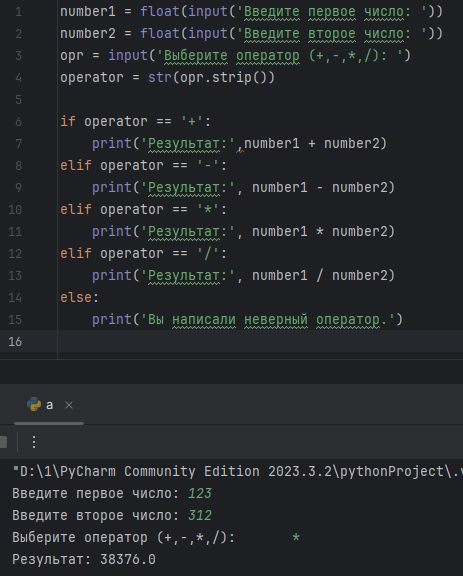 1 number1 = float(input('Введите первое число: '))
2 number2 = float(input('Введите второе число: '))
3 opr = input('Выберите оператор (+,-,*,/): ')
4 operator = str(opr.strip())
5
6 if operator == '+':
7     print('Результат:',number1 + number2)
8 elif operator == '-':
9     print('Результат:', number1 - number2)
10 elif operator == '*':
11     print('Результат:', number1 * number2)
12 elif operator == '/':
13     print('Результат:', number1 / number2)
14 else:
15     print('Вы написали неверный оператор.')
16
a ×
"D:\1\PyCharm Community Edition 2023.3.2\pythonProject\.v
Введите первое число: 123
Введите второе число: 312
Выберите оператор (+,-,*,/):       *
Результат: 38376.0